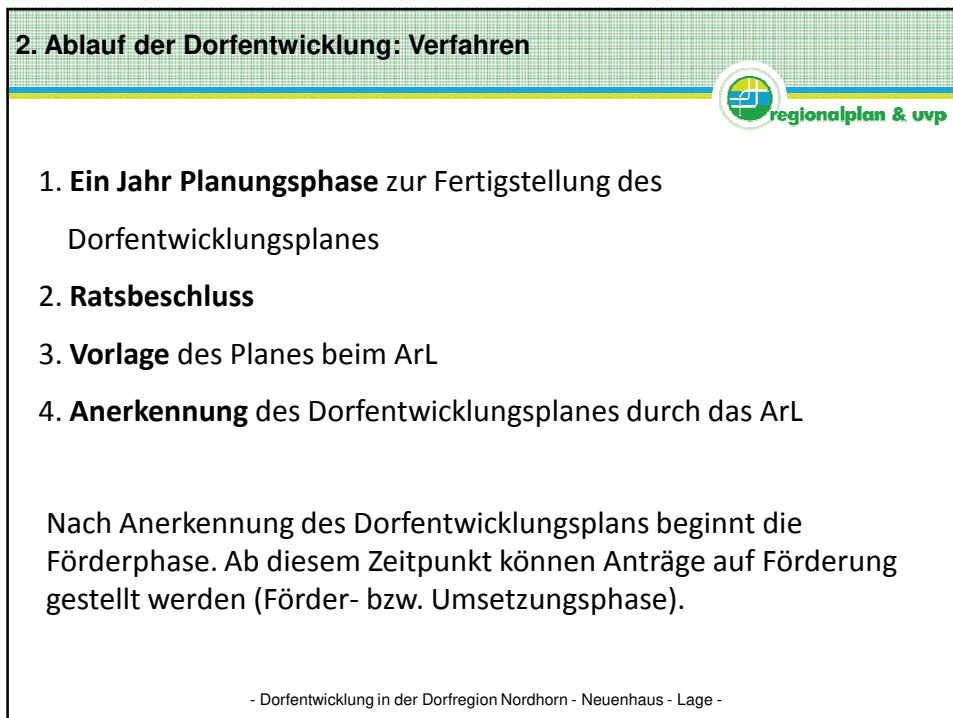 2. Ablauf der Dorfentwicklung: Verfahren
regionalplan & uvp
1. Ein Jahr Planungsphase zur Fertigstellung des
Dorfentwicklungsplanes
2. Ratsbeschluss
3. Vorlage des Planes beim ArL
4. Anerkennung des Dorfentwicklungsplanes durch das ArL
Nach Anerkennung des Dorfentwicklungsplans beginnt die
Förderphase. Ab diesem Zeitpunkt können Anträge auf Förderung
gestellt werden (Förder- bzw. Umsetzungsphase).
- Dorfentwicklung in der Dorfregion Nordhorn - Neuenhaus - Lage -